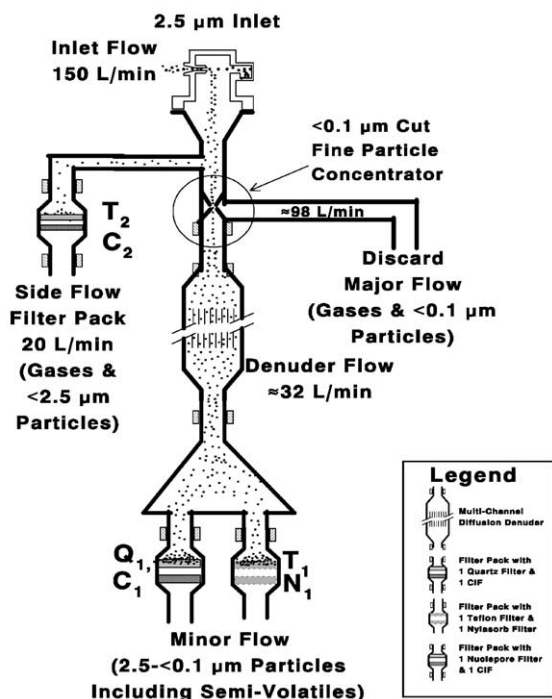 2.5 µm Inlet
Inlet Flow
150 L/min
<0.1 µm Cut
Fine Particle
Concentrator
≈98 L/min
T2
C2
Discard
Major Flow
(Gases & <0.1 µm
Particles)
Side Flow
Filter Pack
20 L/min
(Gases &
<2.5 µm
Particles)
Denuder Flow
≈32 L/min
Q1,
C1
T1
N1
Minor Flow
(2.5-<0.1 µm Particles
Including Semi-Volatiles)
Legend
Multi-Channel
Diffusion Denuder
Filter Pack with
1 Quartz Filter &
1 CIF
Filter Pack with
1 Teflon Filter &
1 Nylasorb Filter
Filter Pack with
1 Nuclepore Filter
& 1 CIF